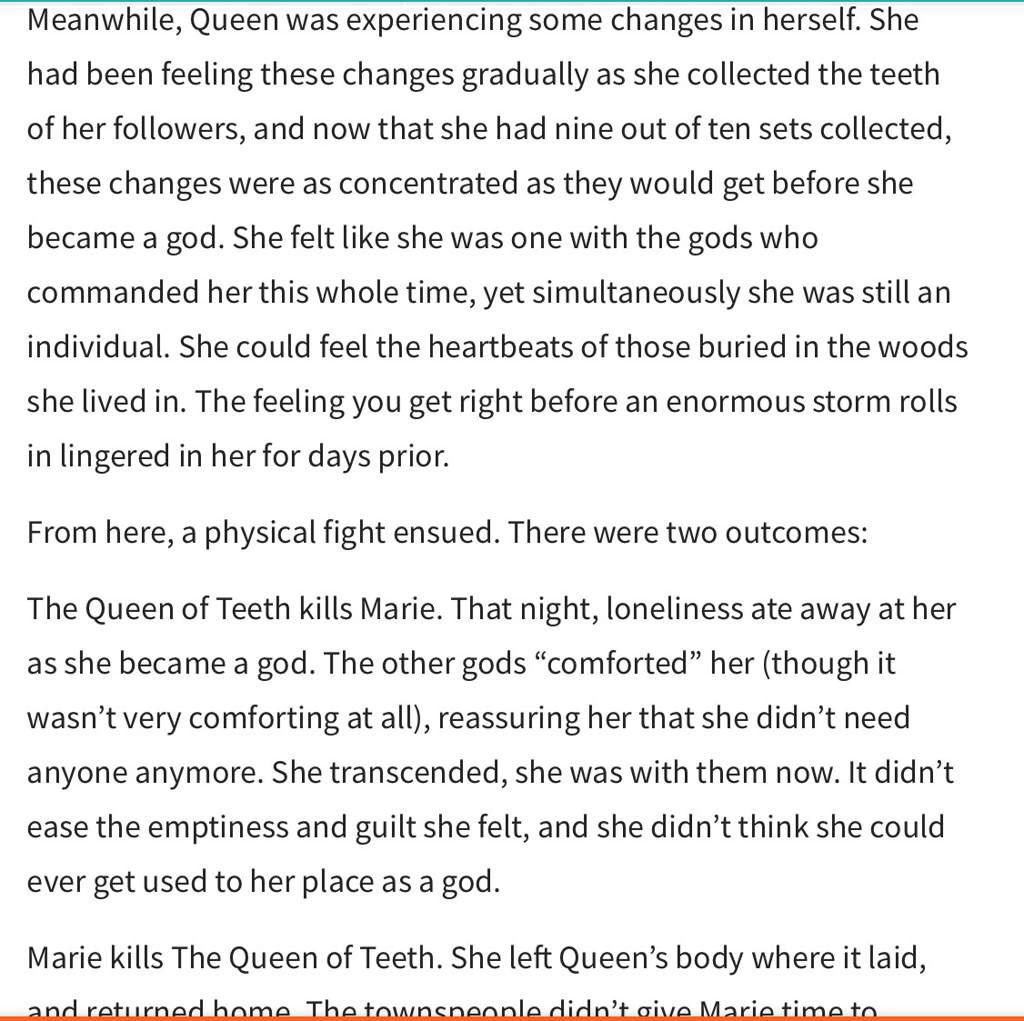 Meanwhile, Queen was experiencing some changes in herself. She
had been feeling these changes gradually as she collected the teeth
of her followers, and now that she had nine out of ten sets collected,
these changes were as concentrated as they would get before she
became a god. She felt like she was one with the gods who
commanded her this whole time, yet simultaneously she was still an
individual. She could feel the heartbeats of those buried in the woods
she lived in. The feeling you get right before an enormous storm rolls
in lingered in her for days prior.
From here, a physical fight ensued. There were two outcomes:
The Queen of Teeth kills Marie. That night, loneliness ate away at her
as she became a god. The other gods “comforted” her (though it
wasn’t very comforting at all), reassuring her that she didn’t need
anyone anymore. She transcended, she was with them now. It didn’t
ease the emptiness and guilt she felt, and she didn’t think she could
ever get used to her place as a god.
Marie kills The Queen of Teeth. She left Queen’s body where it laid,
and returned home. The townspeople didn’t give Marie time to